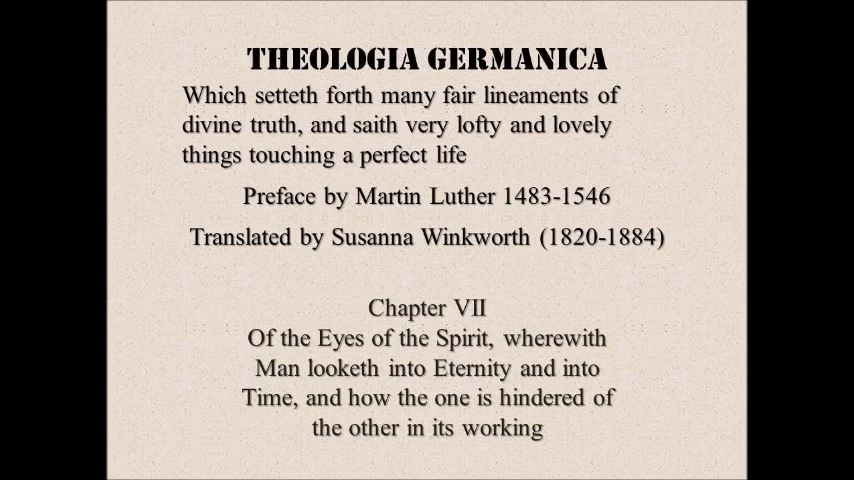 THEOLOGIA GERMANICA
Which setteth forth many fair lineaments of
divine truth, and saith very lofty and lovely
things touching a perfect life
Preface by Martin Luther 1483-1546
Translated by Susanna Winkworth (1820-1884)
Chapter VII
Of the Eyes of the Spirit, wherewith
Man looketh into Eternity and into
Time, and how the one is hindered of
the other in its working